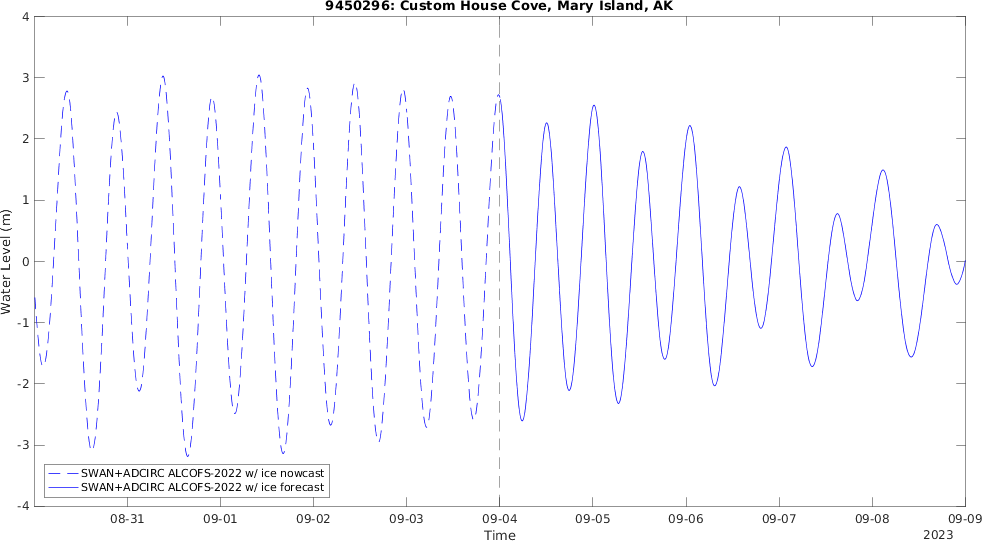 9450296: Custom House Cove, Mary Island, AK
4
3
2
1
0
-1
-2
-3
-4
Water Level (m)
SWAN+ADCIRC ALCOFS-2022 w/ ice nowcast
SWAN+ADCIRC ALCOFS-2022 w/ ice forecast
08-31 09-01 09-02 09-03 09-04 09-05 09-06 09-07 09-08 09-09
Time
2023